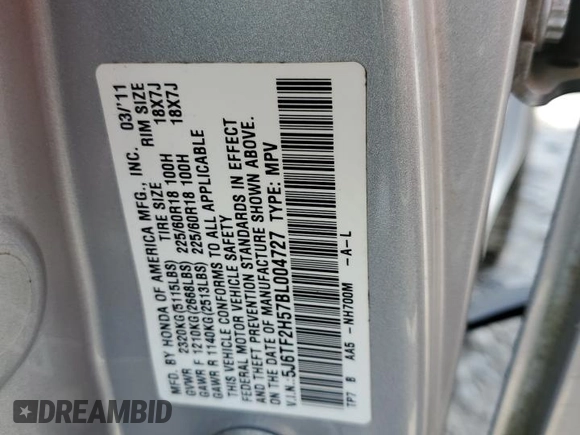 MFD. BY HONDA OF AMERICA MFG., INC. 03/'11
TIRE SIZE RIM SIZE
GVWR 2320KG(5115LBS)
GAWR F 1210KG(2668LBS) 225/60R18 100H 18X7J
GAWR R 1140KG(2513LBS) 225/60R18 100H 18X7J
THIS VEHICLE CONFORMS TO ALL APPLICABLE
FEDERAL MOTOR VEHICLE SAFETY
AND THEFT PREVENTION STANDARDS IN EFFECT
ON THE DATE OF MANUFACTURE SHOWN ABOVE.
V.I.N.:5J6TF2H57BL004727 TYPE: MPV
TP7 B AA5 -NH700M -A-L
DREAMBID